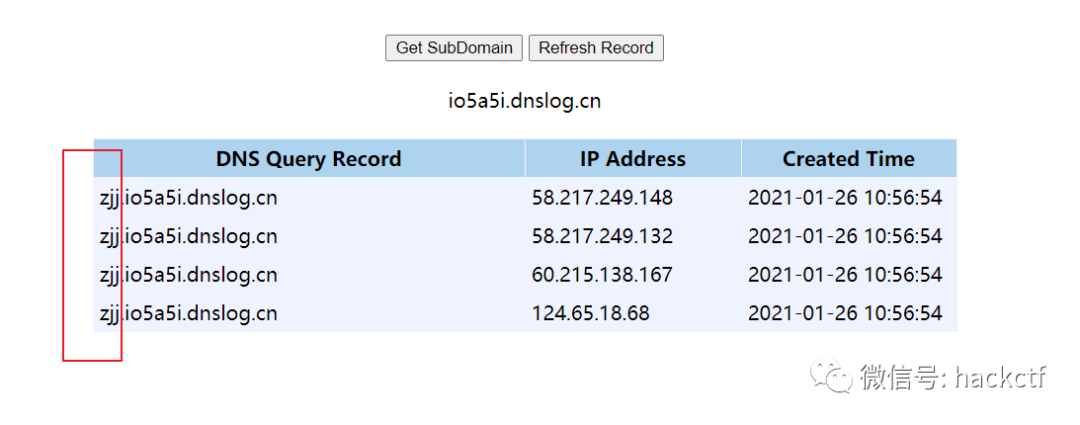 Get SubDomain Refresh Record
io5a5i.dnslog.cn
DNS Query Record IP Address Created Time
zjj.io5a5i.dnslog.cn 58.217.249.148 2021-01-26 10:56:54
zjj.io5a5i.dnslog.cn 58.217.249.132 2021-01-26 10:56:54
zjj.io5a5i.dnslog.cn 60.215.138.167 2021-01-26 10:56:54
zjj.io5a5i.dnslog.cn 124.65.18.68 2021-01-26 10:56:54
微信号: hackctf